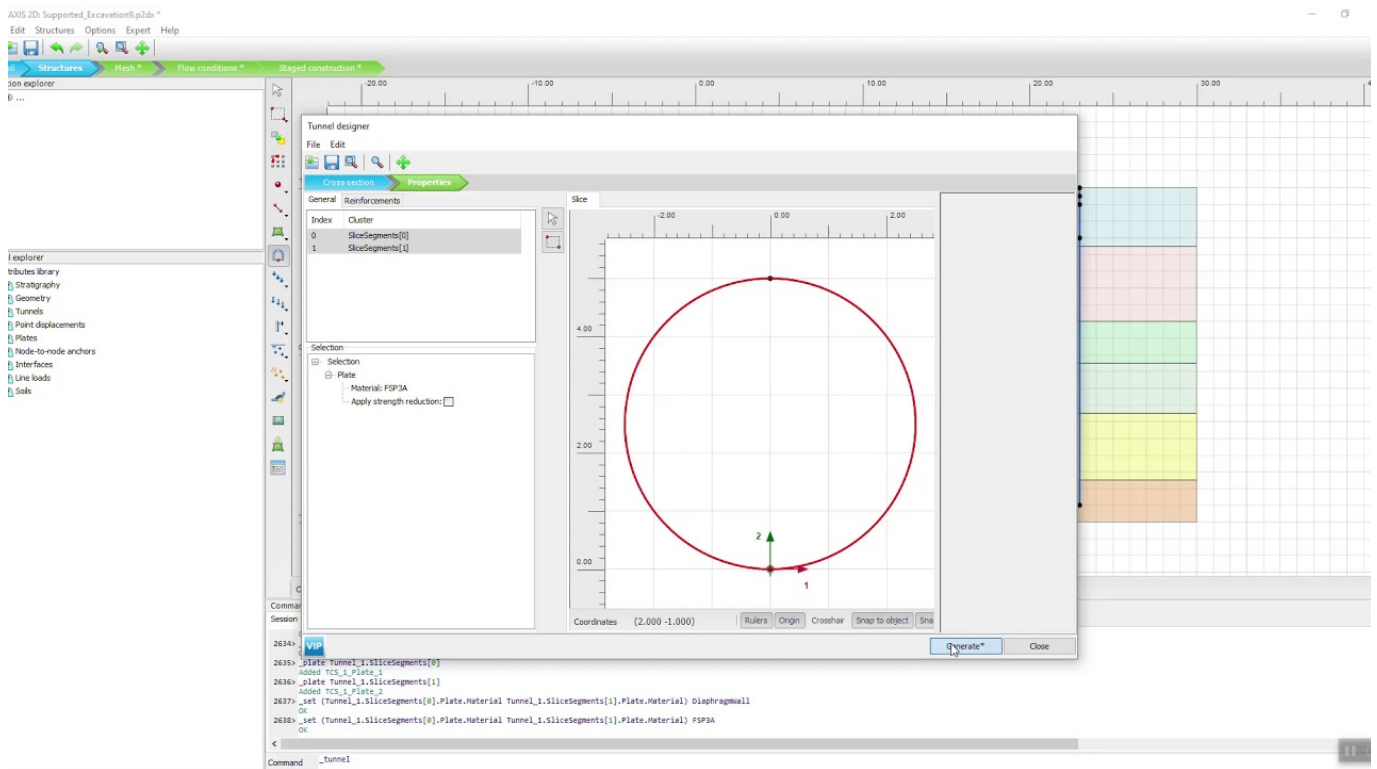 AXIS 2D: Supported_Excavation9.p2dx *
Edit Structures Options Expert Help
Structures Mesh * Flow conditions * Staged construction *
-20.00 -10.00 0.00 10.00 20.00 30.00
Tunnel designer
File Edit
Cross section Properties
General Reinforcements
Slice
Index Cluster
0 SliceSegments[0]
1 SliceSegments[1]
-2.00 0.00 2.00
l explorer
tributes library
Stratigraphy
Geometry
Tunnels
Point displacements
Plates
Node-to-node anchors
Interfaces
Line loads
Soils
Selection
Selection
Plate
Material: FSP3A
Apply strength reduction:
4.00
2.00
0.00
2
1
Coordinates (2.000 -1.000) Rulers Origin Crosshair Snap to object Sna
VIP
Generate* Close
Comma
Session
2634>
2635> _plate Tunnel_1.SliceSegments[0]
Added TCS_1_Plate_1
2636> _plate Tunnel_1.SliceSegments[1]
Added TCS_1_Plate_2
2637> _set (Tunnel_1.SliceSegments[0].Plate.Material Tunnel_1.SliceSegments[1].Plate.Material) DiaphragmWall
OK
2638> _set (Tunnel_1.SliceSegments[0].Plate.Material Tunnel_1.SliceSegments[1].Plate.Material) FSP3A
OK
Command _tunnel